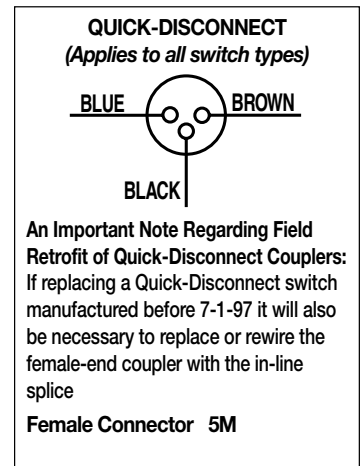 QUICK-DISCONNECT
(Applies to all switch types)
BLUE
BROWN
BLACK
An Important Note Regarding Field
Retrofit of Quick-Disconnect Couplers:
If replacing a Quick-Disconnect switch
manufactured before 7-1-97 it will also
be necessary to replace or rewire the
female-end coupler with the in-line
splice
Female Connector 5M